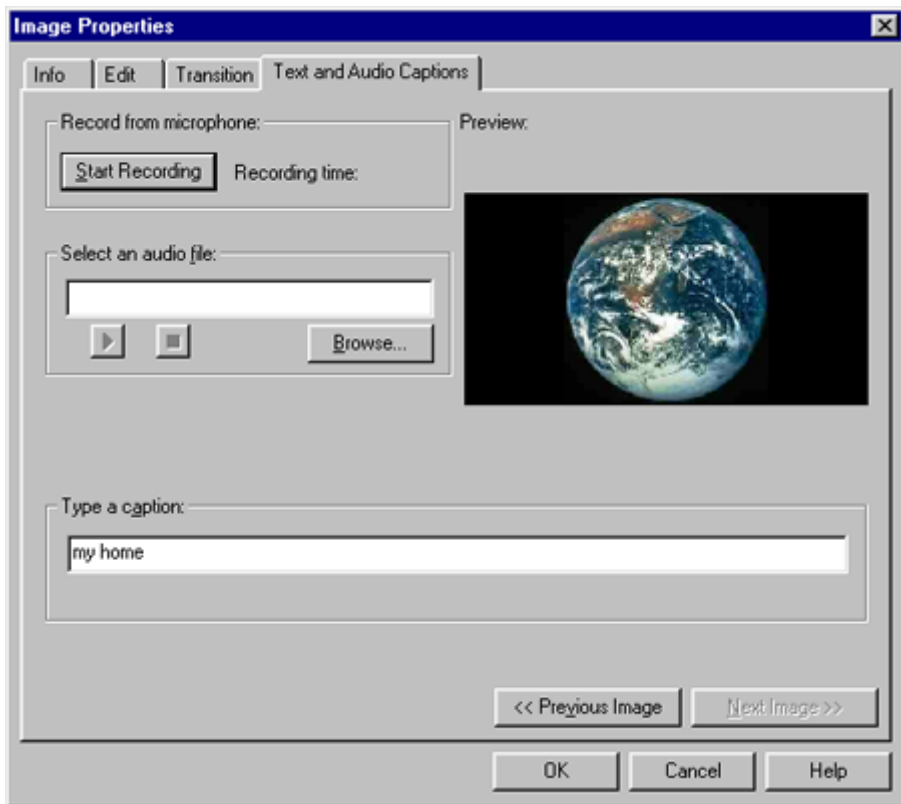 Image Properties
Info Edit Transition Text and Audio Captions
Record from microphone:
Start Recording Recording time:
Preview:
Select an audio file:
Browse...
Type a caption:
my home
<< Previous Image Next Image >>
OK Cancel Help